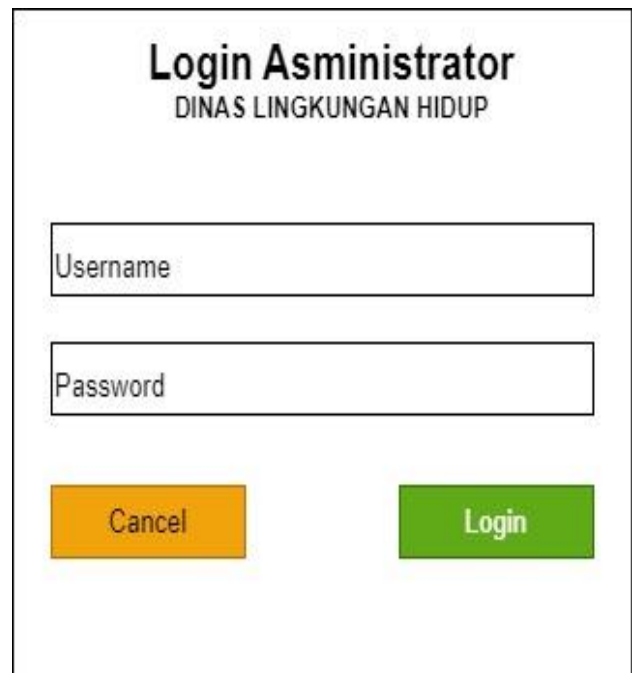 Login Asministrator
DINAS LINGKUNGAN HIDUP
Username
Password
Cancel
Login